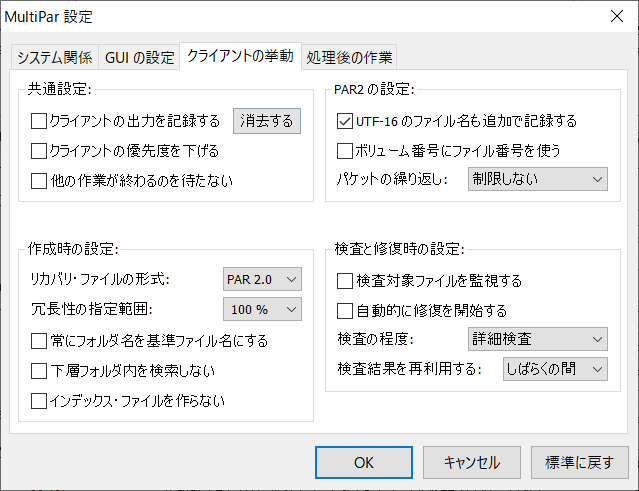 MultiPar 設定
システム関係 GUI の設定 クライアントの挙動 処理後の作業
共通設定:
クライアントの出力を記録する 消去する
クライアントの優先度を下げる
他の作業が終わるのを待たない
PAR2 の設定:
UTF-16 のファイル名も追加で記録する
ボリューム番号にファイル番号を使う
パケットの繰り返し: 制限しない
作成時の設定:
リカバリ・ファイルの形式: PAR 2.0
冗長性の指定範囲: 100 %
常にフォルダ名を基準ファイル名にする
下層フォルダ内を検索しない
インデックス・ファイルを作らない
検査と修復時の設定:
検査対象ファイルを監視する
自動的に修復を開始する
検査の程度: 詳細検査
検査結果を再利用する: しばらくの間
OK キャンセル 標準に戻す